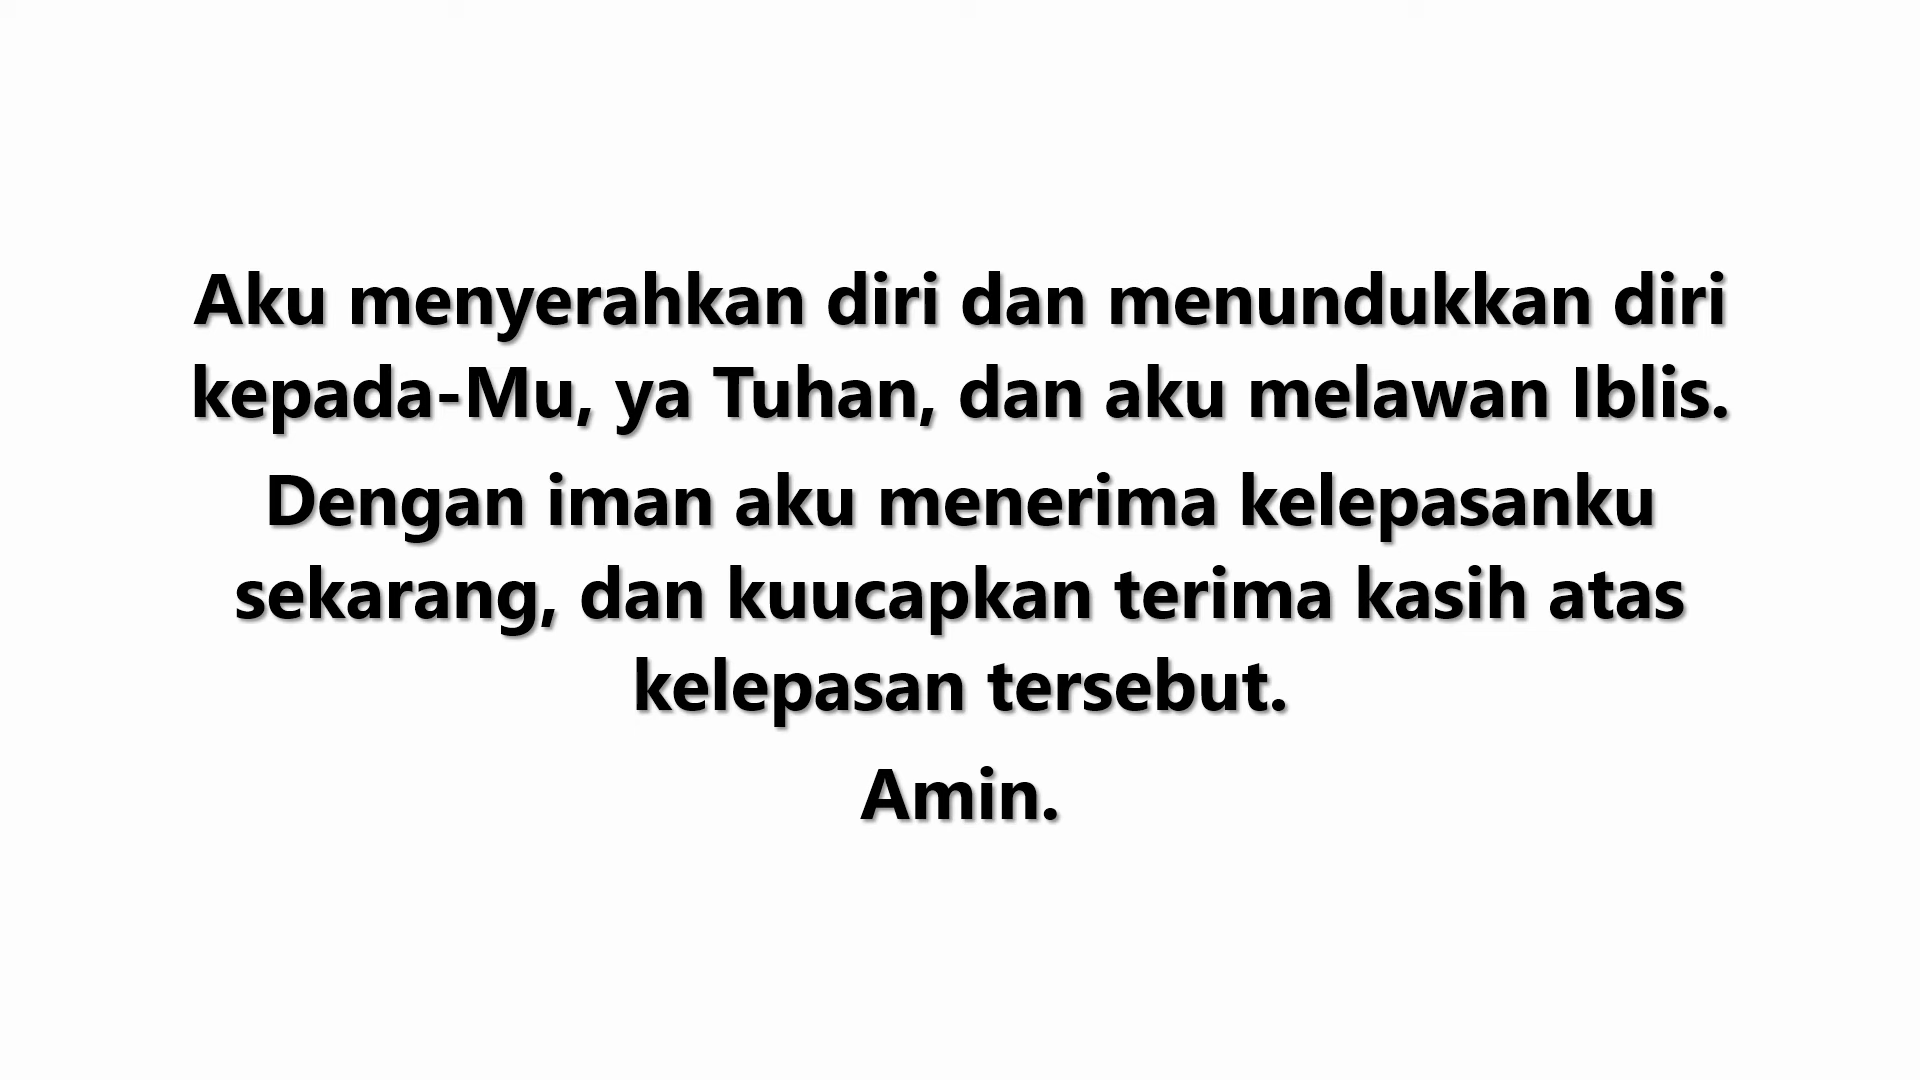 Aku menyerahkan diri dan menundukkan diri
kepada-Mu, ya Tuhan, dan aku melawan Iblis.
Dengan iman aku menerima kelepasanku
sekarang, dan kuucapkan terima kasih atas
kelepasan tersebut.
Amin.